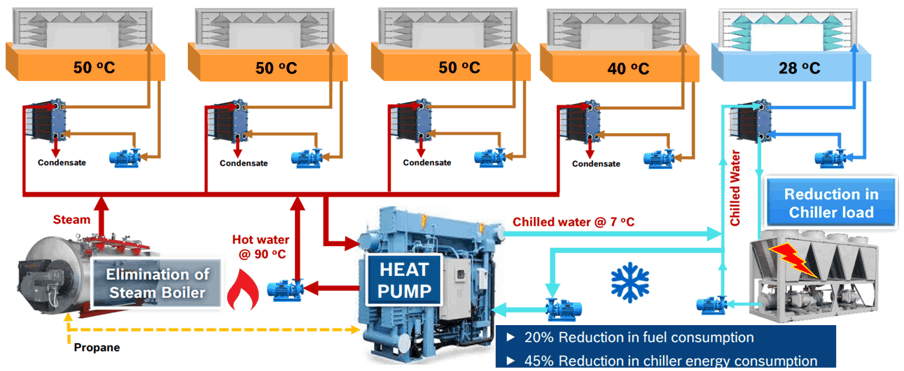 50 ºC
50 ºC
50 ºC
40 ºC
28 ºC
Condensate
Condensate
Condensate
Condensate
Steam
Hot water
@ 90 ºC
Chilled water @ 7 ºC
Chilled Water
Reduction in
Chiller load
Elimination of
Steam Boiler
HEAT
PUMP
Propane
20% Reduction in fuel consumption
45% Reduction in chiller energy consumption